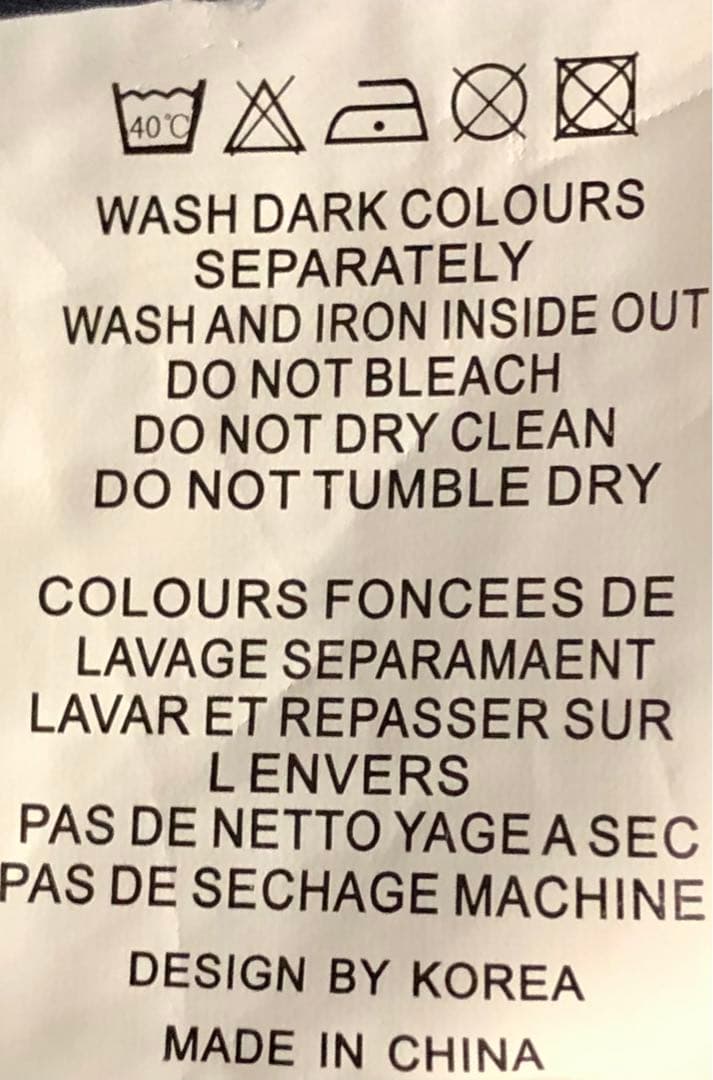 40°C
WASH DARK COLOURS
SEPARATELY
WASH AND IRON INSIDE OUT
DO NOT BLEACH
DO NOT DRY CLEAN
DO NOT TUMBLE DRY
COLOURS FONCEES DE
LAVAGE SEPARAMAENT
LAVAR ET REPASSER SUR
L ENVERS
PAS DE NETTO YAGE A SEC
PAS DE SECHAGE MACHINE
DESIGN BY KOREA
MADE IN CHINA